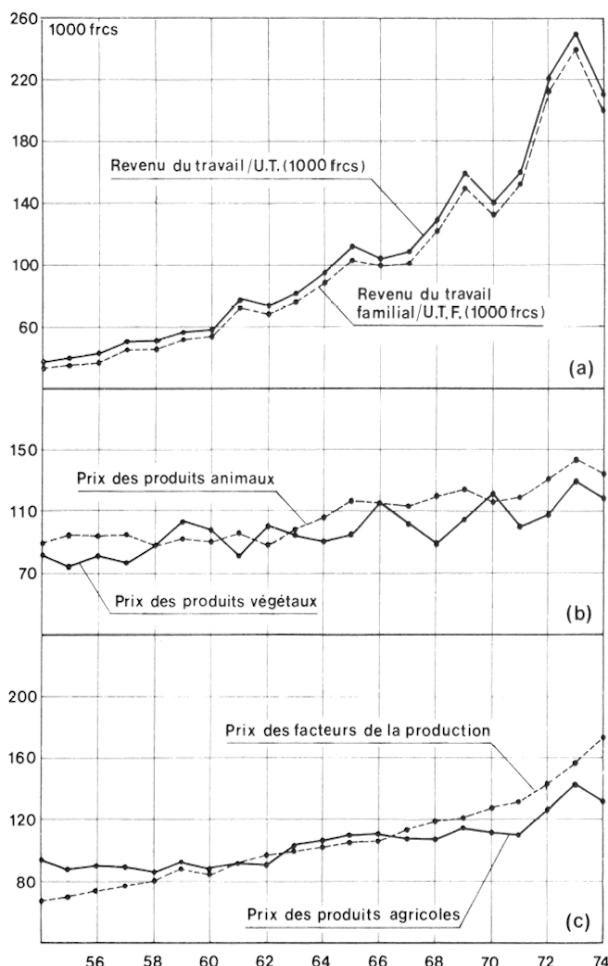 260
1000 frcs
220
180
Revenu du travail/U.T. (1000 frcs)
140
100
Revenu du travail
familial/U.T.F. (1000 frcs)
60
(a)
150
Prix des produits animaux
110
70
Prix des produits végétaux
(b)
200
Prix des facteurs de la production
160
120
80
Prix des produits agricoles
(c)
56 58 60 62 64 66 68 70 72 74